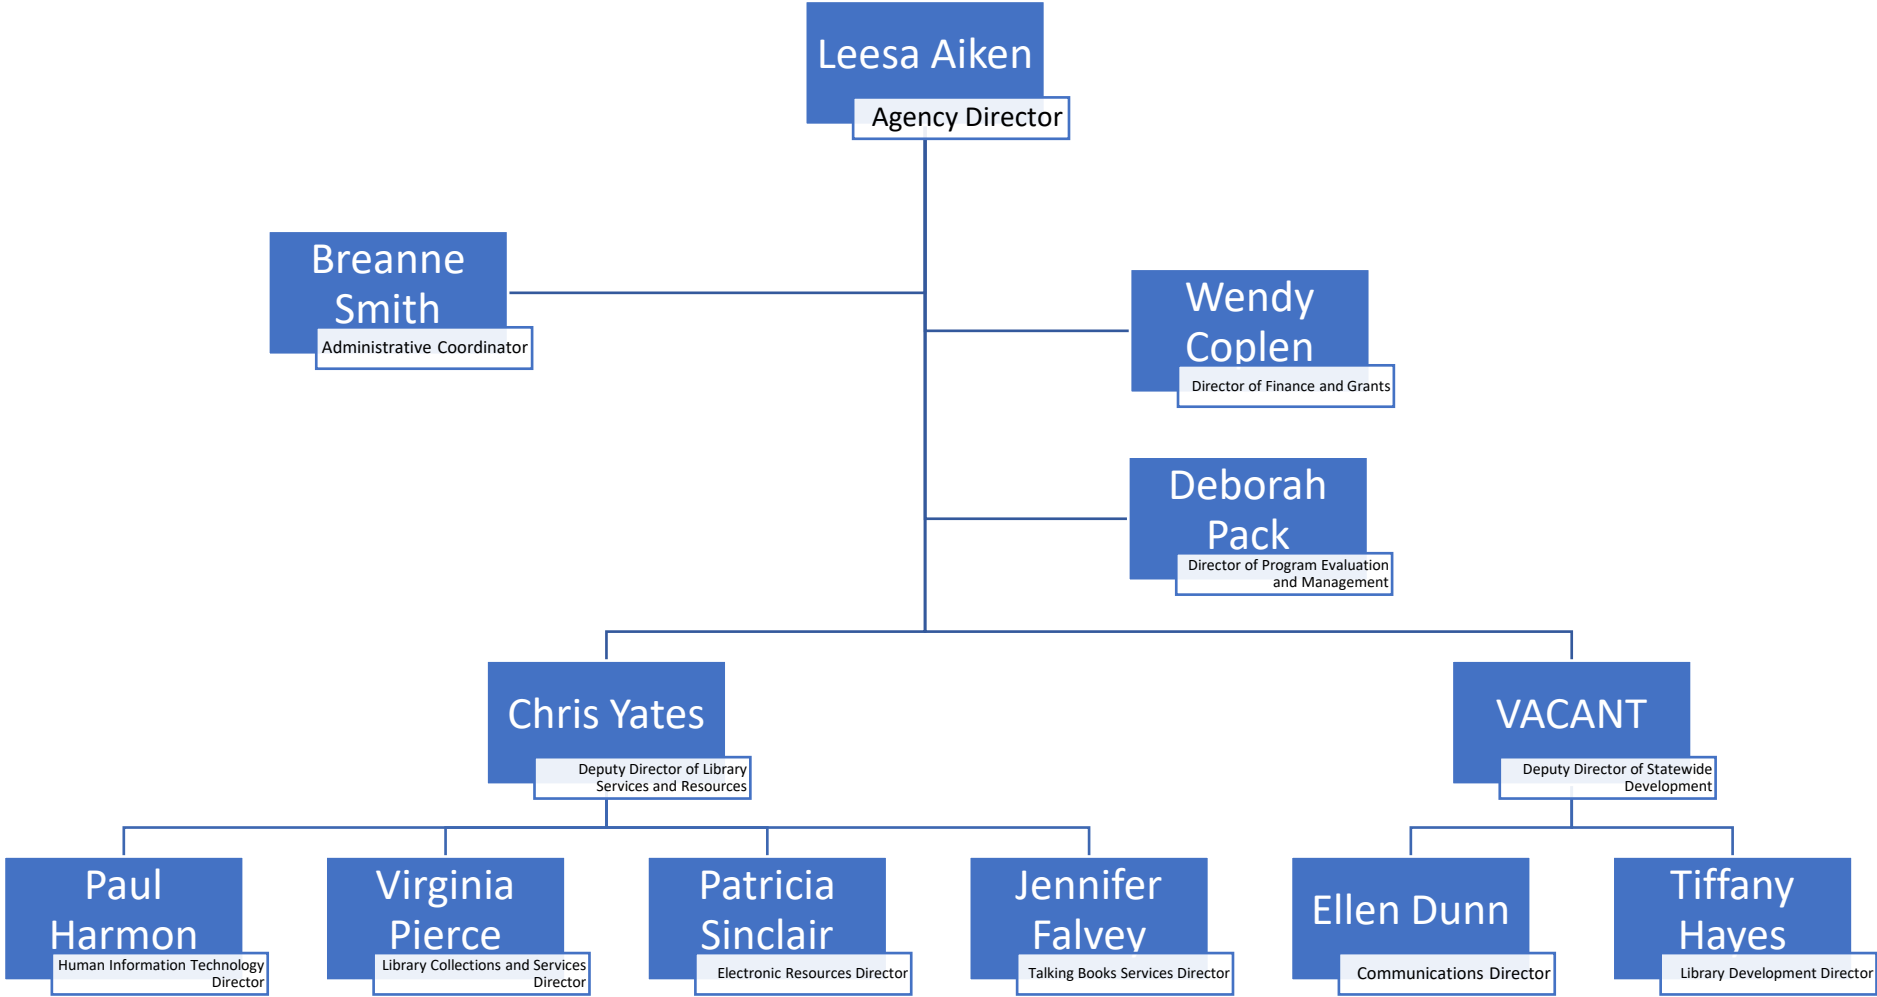 Leesa Aiken
Agency Director
Breanne
Smith
Administrative Coordinator
Wendy
Coplen
Director of Finance and Grants
Deborah
Pack
Director of Program Evaluation
and Management
Chris Yates
Deputy Director of Library
Services and Resources
VACANT
Deputy Director of Statewide
Development
Paul
Harmon
Human Information Technology
Director
Virginia
Pierce
Library Collections and Services
Director
Patricia
Sinclair
Electronic Resources Director
Jennifer
Falvey
Talking Books Services Director
Ellen Dunn
Communications Director
Tiffany
Hayes
Library Development Director